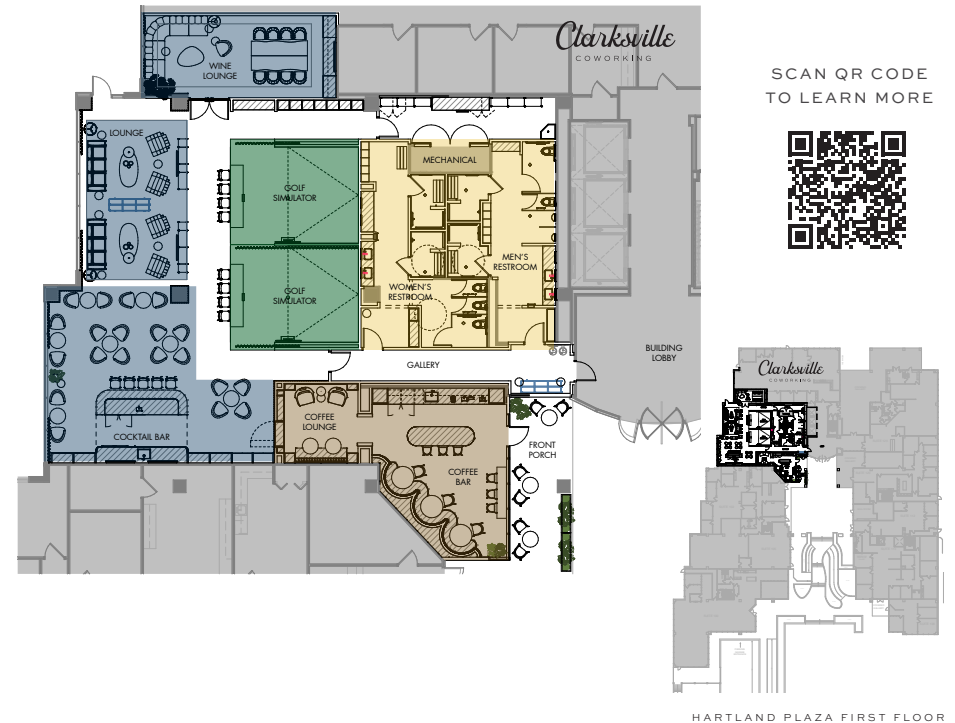 Clarksville
COWORKING
WINE
LOUNGE
SCAN QR CODE
TO LEARN MORE
LOUNGE
MECHANICAL
GOLF
SIMULATOR
MEN'S
RESTROOM
GOLF
SIMULATOR
WOMEN'S
RESTROOM
BUILDING
LOBBY
GALLERY
Clarksville
COWORKING
COFFEE
LOUNGE
COCKTAIL BAR
FRONT
PORCH
COFFEE
BAR
HARTLAND PLAZA FIRST FLOOR